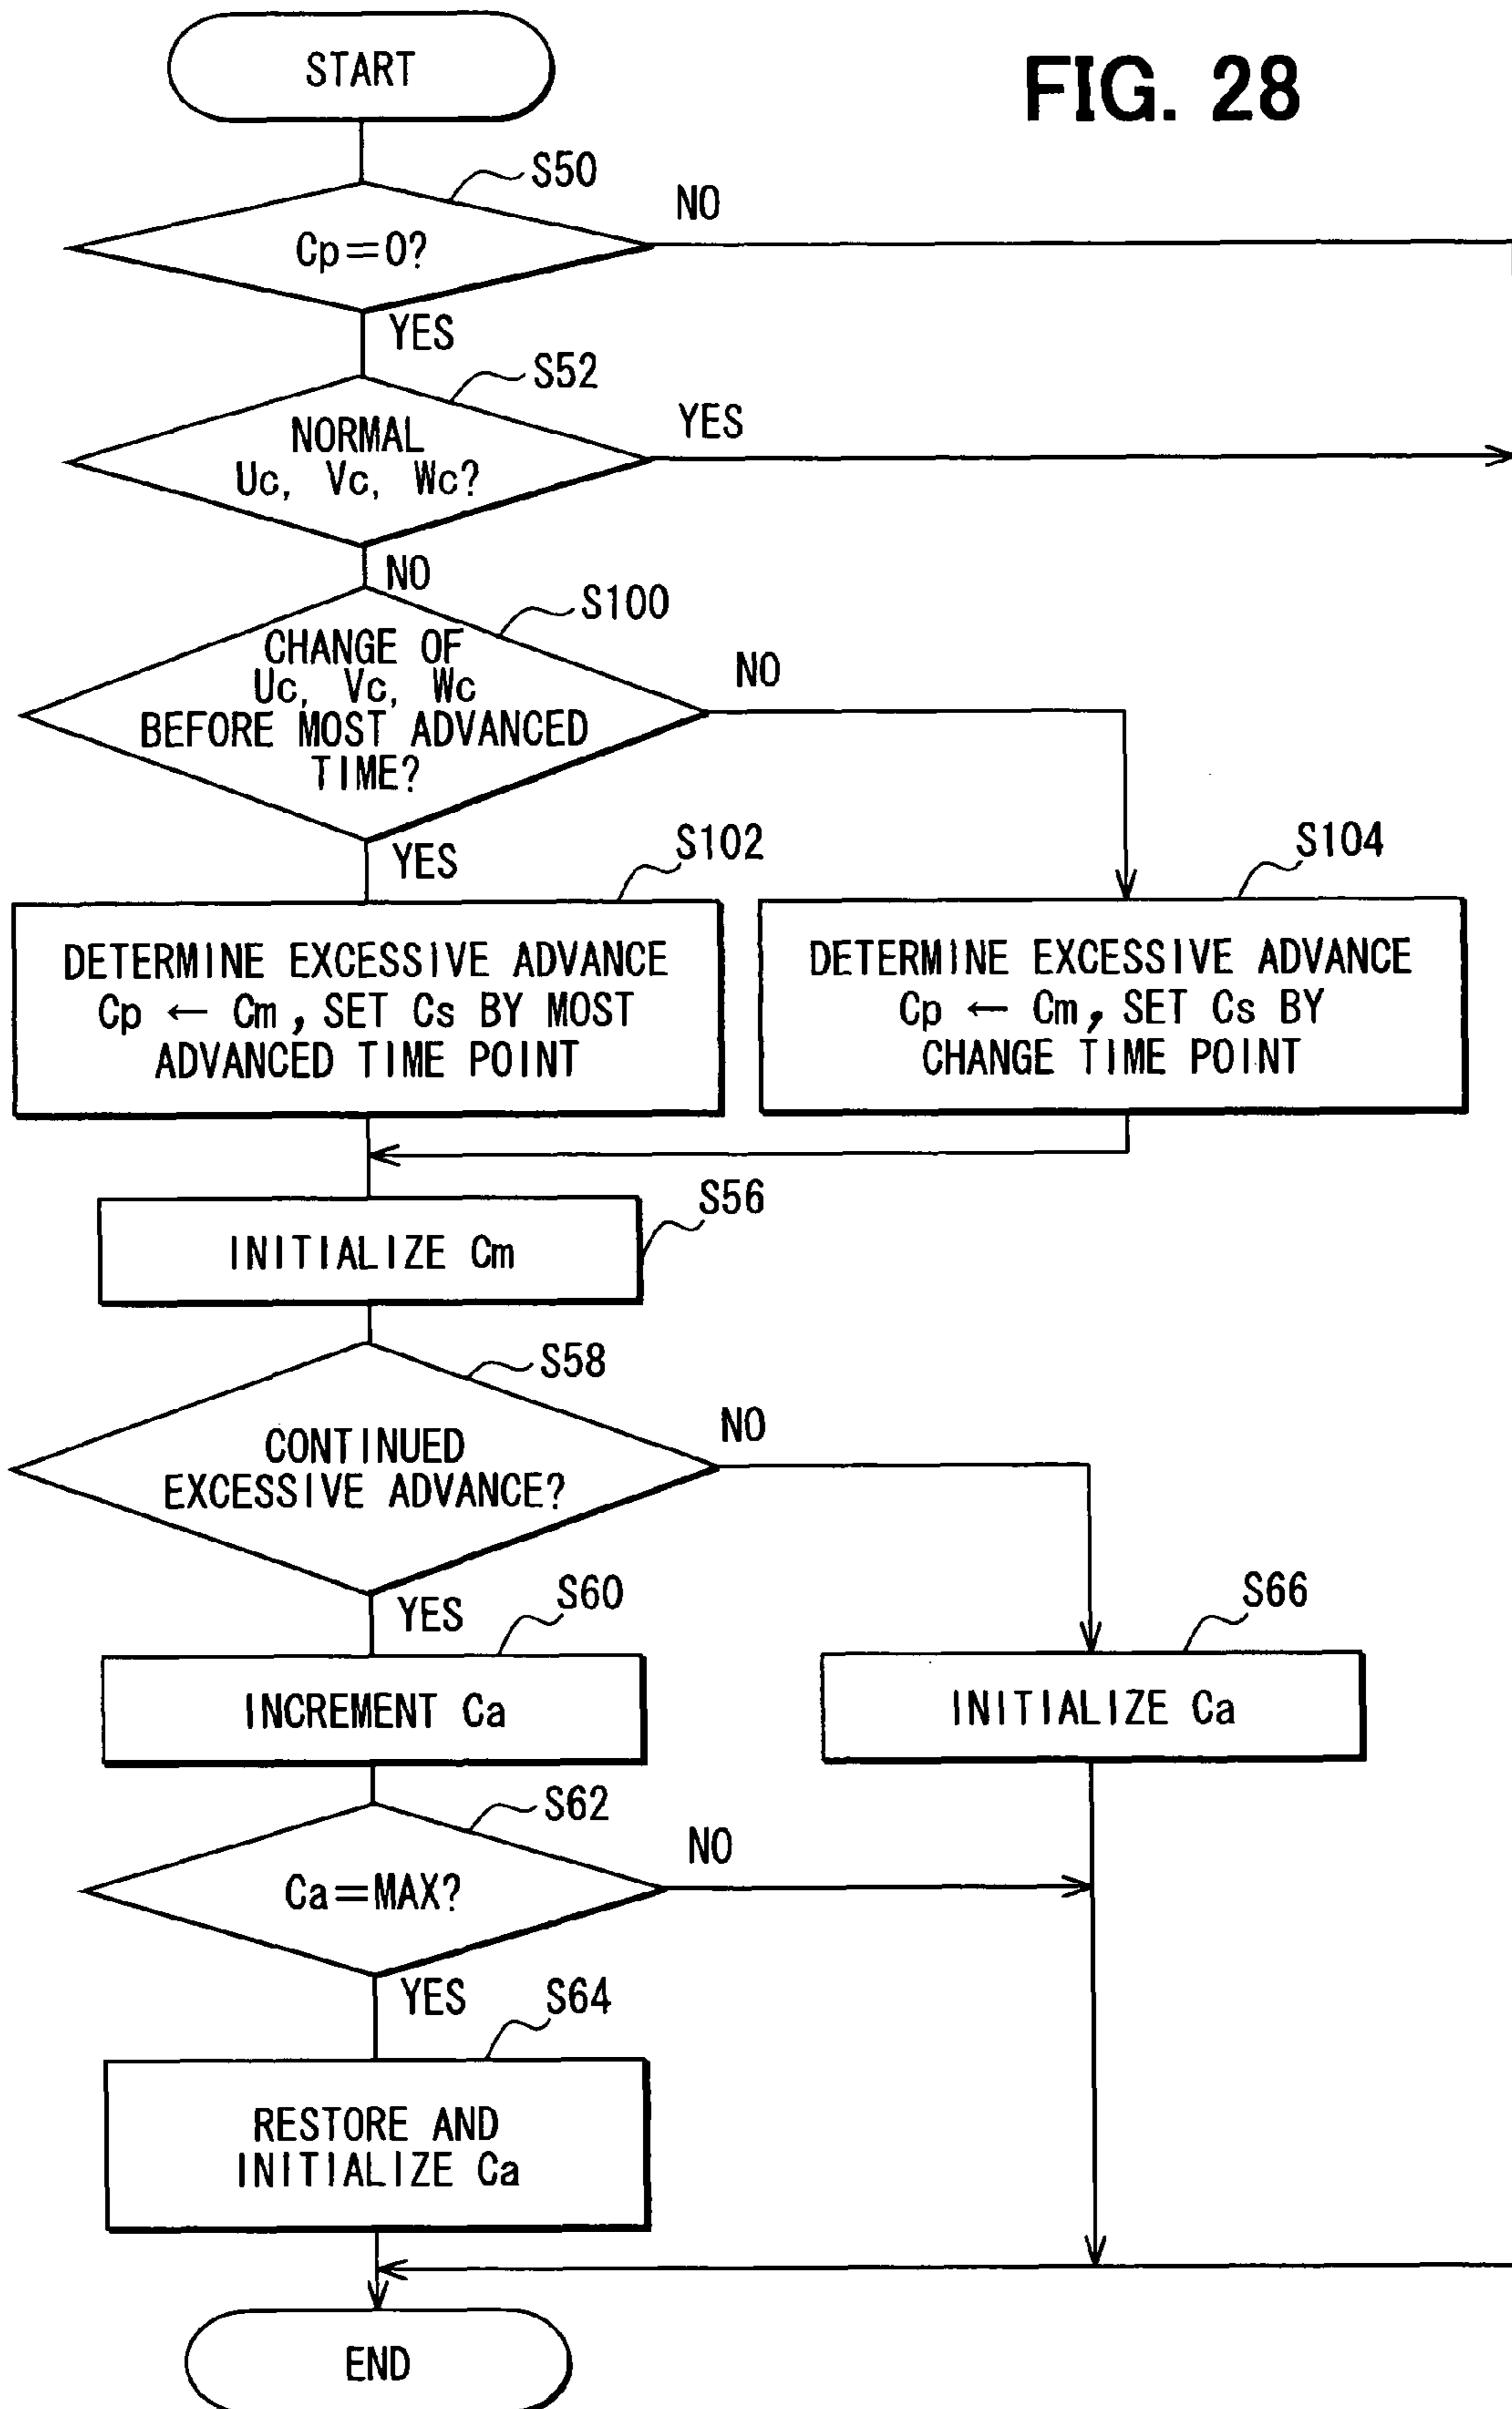 FIG. 28
START
S50
Cp=0?
NO
YES
S52
NORMAL
Uc, Vc, Wc?
YES
NO
S100
CHANGE OF
Uc, Vc, Wc
BEFORE MOST ADVANCED
TIME?
NO
YES
S102
DETERMINE EXCESSIVE ADVANCE
Cp ← Cm, SET Cs BY MOST
ADVANCED TIME POINT
S104
DETERMINE EXCESSIVE ADVANCE
Cp ← Cm, SET Cs BY
CHANGE TIME POINT
S56
INITIALIZE Cm
S58
CONTINUED
EXCESSIVE ADVANCE?
NO
YES
S60
INCREMENT Ca
S66
INITIALIZE Ca
S62
Ca=MAX?
NO
YES
S64
RESTORE AND
INITIALIZE Ca
END